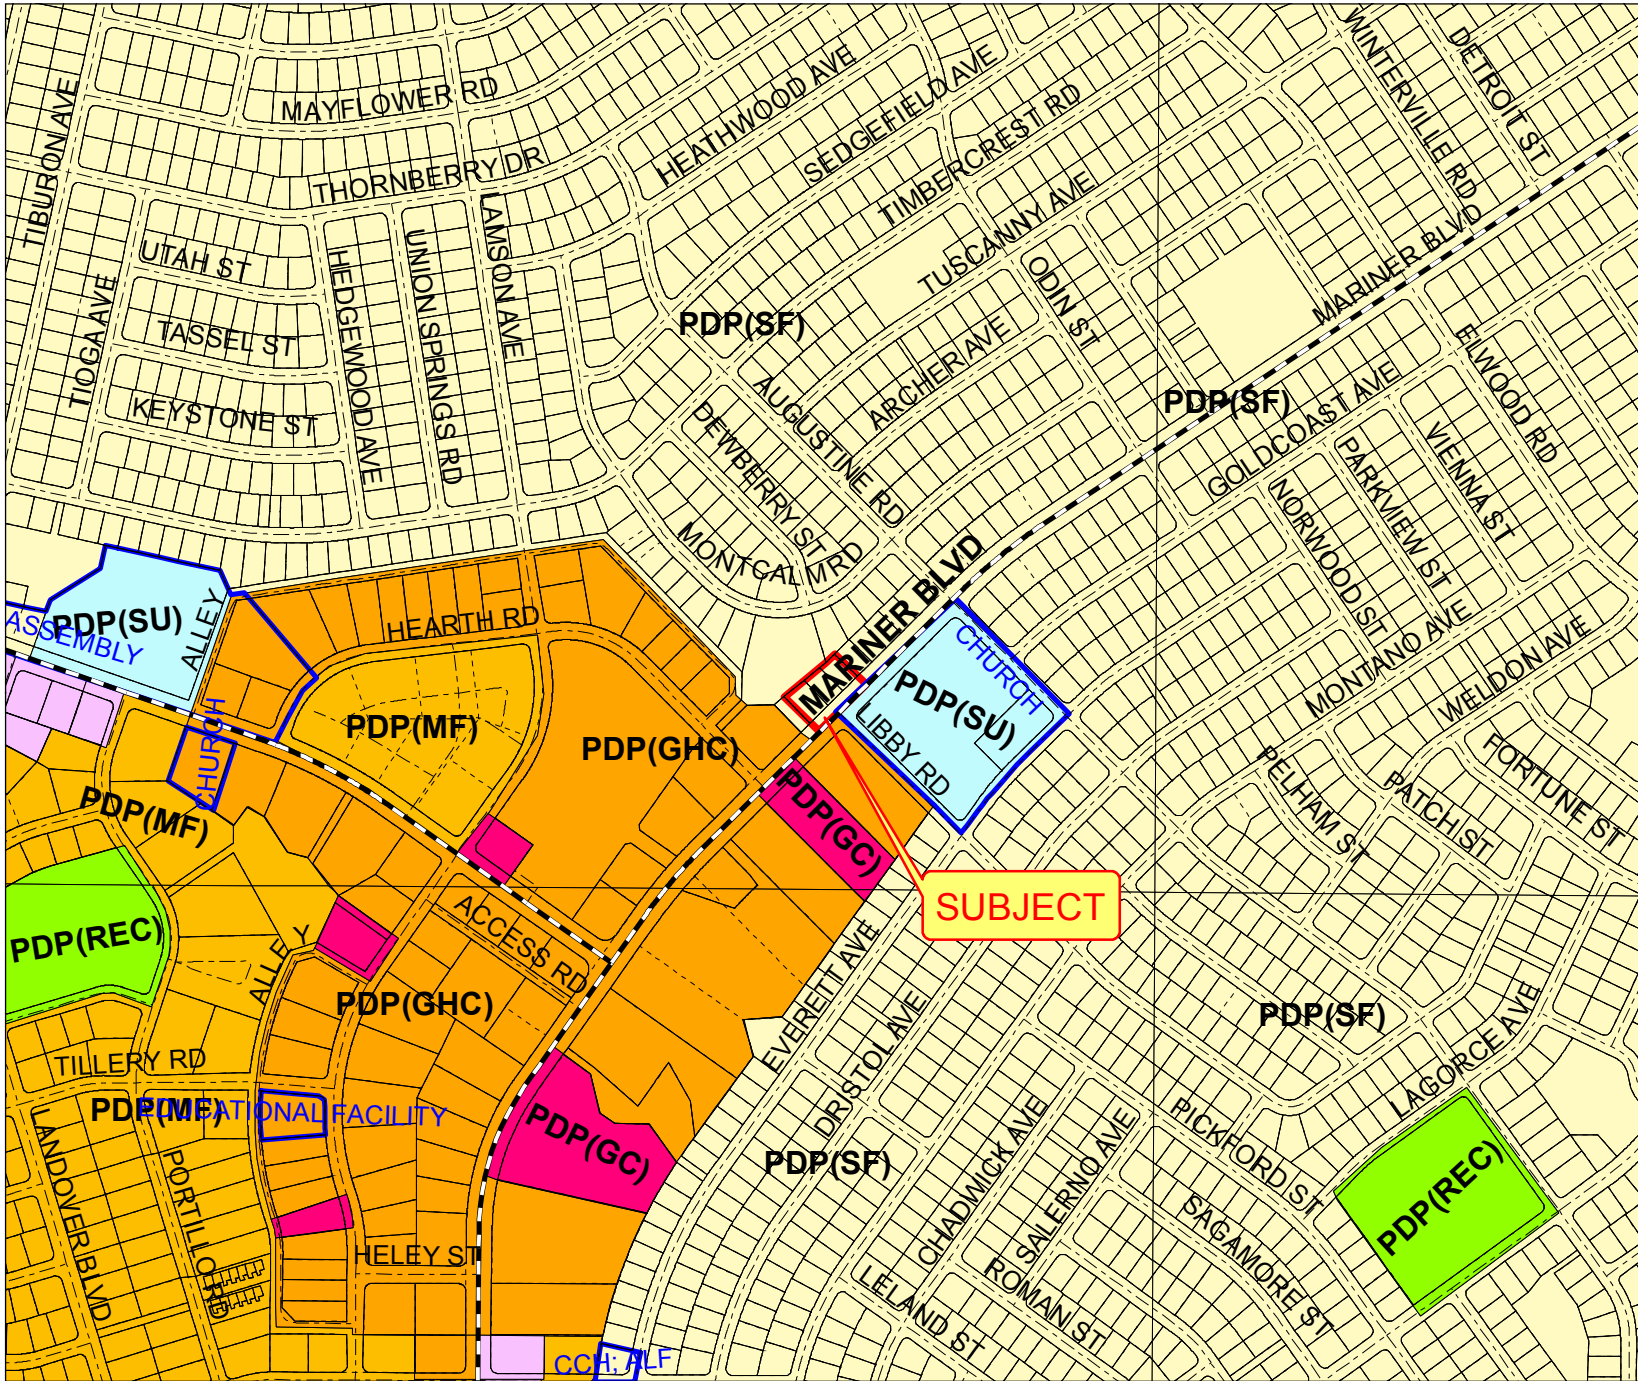 WINTERVILLE RD
DETROIT ST
HEATHWOOD AVE
SEDGEFIELD AVE
MAYFLOWER RD
TIBURON AVE
TIMBERCREST RD
THORNBERRY DR
TUSCANNY AVE
LAMSON AVE
MARINER BLVD
UTAH ST
HEDGEWOOD AVE
UNION SPRINGS RD
ODIN ST
TIOGA AVE
PDP(SF)
TASSEL ST
ARCHER AVE
ELWOOD RD
AUGUSTINE RD
PDP(SF)
GOLDCOAST AVE
KEYSTONE ST
DEWBERRY ST
PARKVIEW ST
VIENNA ST
NORWOOD ST
MONTCALM RD
MARINER BLVD
PDP(SU)
ASSEMBLY
ALLEY
HEARTH RD
CHURCH
PDP(SU)
MONTANO AVE
WELDON AVE
CHURCH
PDP(MF)
PDP(GHC)
LIBBY RD
FORTUNE ST
PDP(MF)
PDP(GC)
PELHAM ST
PATCH ST
SUBJECT
PDP(REC)
ACCESS RD
ALLEY
EVERETT AVE
PDP(GHC)
DRISTOL AVE
PDP(SF)
LAGORCE AVE
TILLERY RD
PDP(MF)
EDUCATIONAL FACILITY
PDP(GC)
PDP(SF)
CHADWICK AVE
SALERNO AVE
PICKFORD ST
PDP(REC)
LANDOVER BLVD
PORTILLO RD
SAGAMORE ST
HELEY ST
ROMAN ST
LELAND ST
CCH; ALF